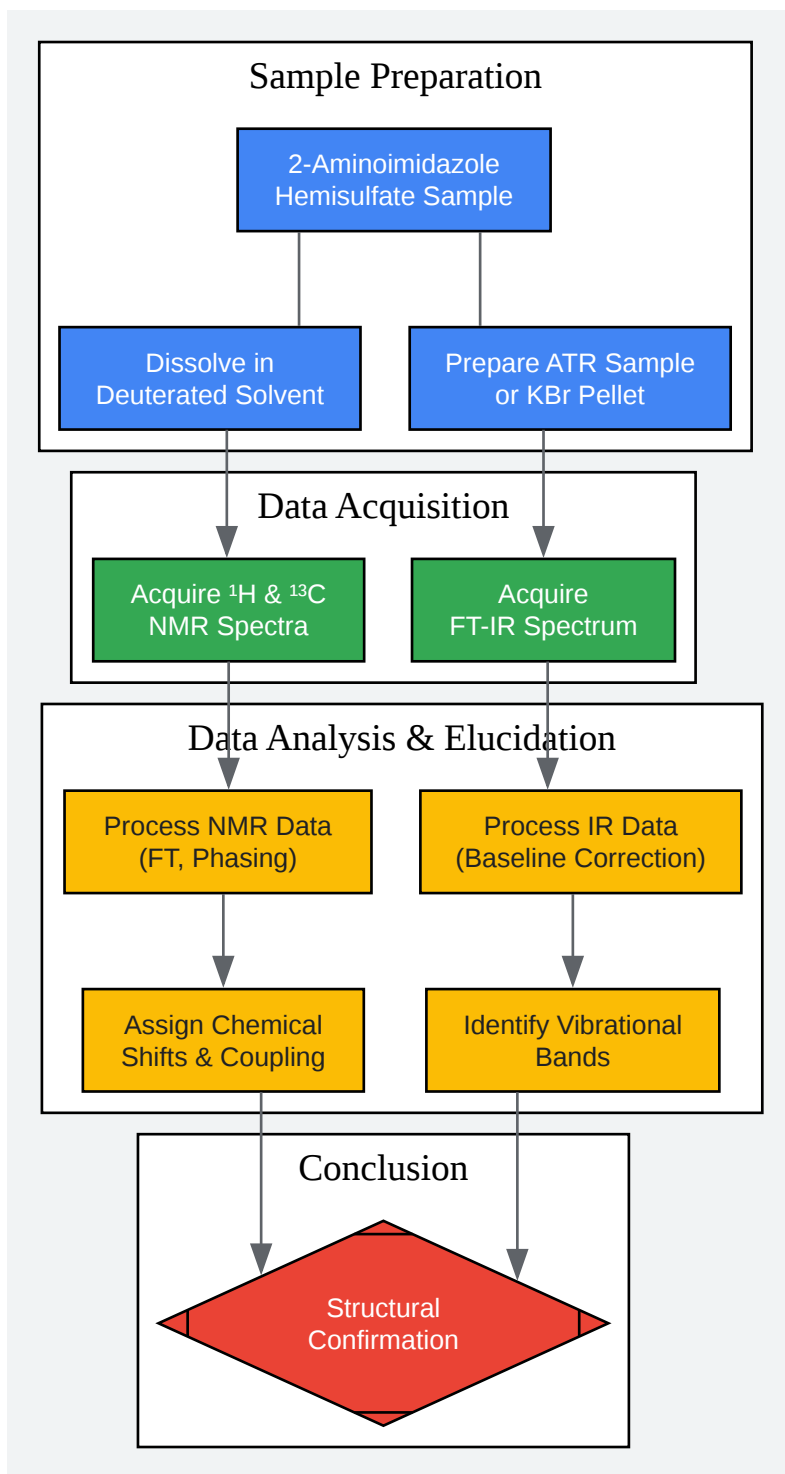 Sample Preparation
2-Aminoimidazole
Hemisulfate Sample
Dissolve in
Deuterated Solvent
Prepare ATR Sample
or KBr Pellet
Data Acquisition
Acquire ¹H & ¹³C
NMR Spectra
Acquire
FT-IR Spectrum
Data Analysis & Elucidation
Process NMR Data
(FT, Phasing)
Process IR Data
(Baseline Correction)
Assign Chemical
Shifts & Coupling
Identify Vibrational
Bands
Conclusion
Structural
Confirmation